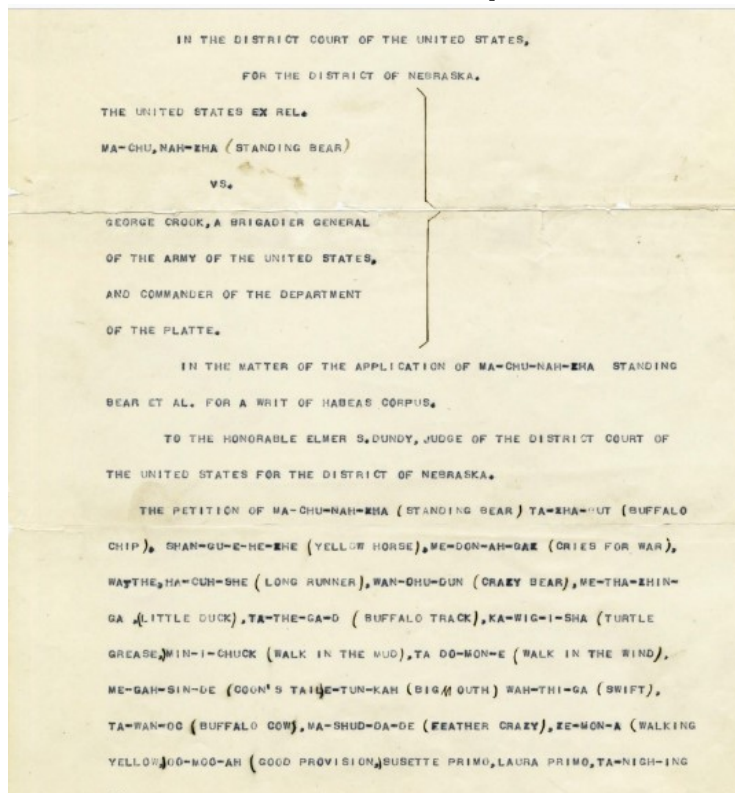 IN THE DISTRICT COURT OF THE UNITED STATES,
FOR THE DISTRICT OF NEBRASKA.
THE UNITED STATES EX REL.
MA-CHU,NAH-ZHA (STANDING BEAR)
VS.
GEORGE CROOK, A BRIGADIER GENERAL
OF THE ARMY OF THE UNITED STATES,
AND COMMANDER OF THE DEPARTMENT
OF THE PLATTE.
IN THE MATTER OF THE APPLICATION OF MA-CHU-NAH-ZHA STANDING
BEAR ET AL. FOR A WRIT OF HABEAS CORPUS.
TO THE HONORABLE ELMER S. DUNDY, JUDGE OF THE DISTRICT COURT OF
THE UNITED STATES FOR THE DISTRICT OF NEBRASKA.
THE PETITION OF MA-CHU-NAH-ZHA (STANDING BEAR) (BUFFALO
CHIP), SHAN-GU-E-HE-ZHE (YELLOW HORSE), ME-DON-AH-GAZ (CRIES FOR WAR),
HA-CUH-SHE (LONG RUNNER), WAN-CHU-DUN (CRAZY BEAR), ME-THA-ZHIN-
GA, (LITTLE DUCK), TA-THE-GA-D (BUFFALO TRACK), KA-WIG-I-SHA (TURTLE
GREASE,) MIN-I-CHUCK (WALK IN THE MUD), TA DO-MON-E (WALK IN THE WIND),
ME-GAH-SIN-DE (COON'S TAIL) E-TUN-KAH (BIG MOUTH) WAH-THI-GA (SWIFT),
TA-WAN-OG (BUFFALO COW), MA-SHUD-DA-DE (FEATHER CRAZY), ZE-MON-A (WALKING
YELLOW) OO-MOO-AH (GOOD PROVISION,) SUSETTE PRIMO, LAURA PRIMO, TA-NIGH-ING